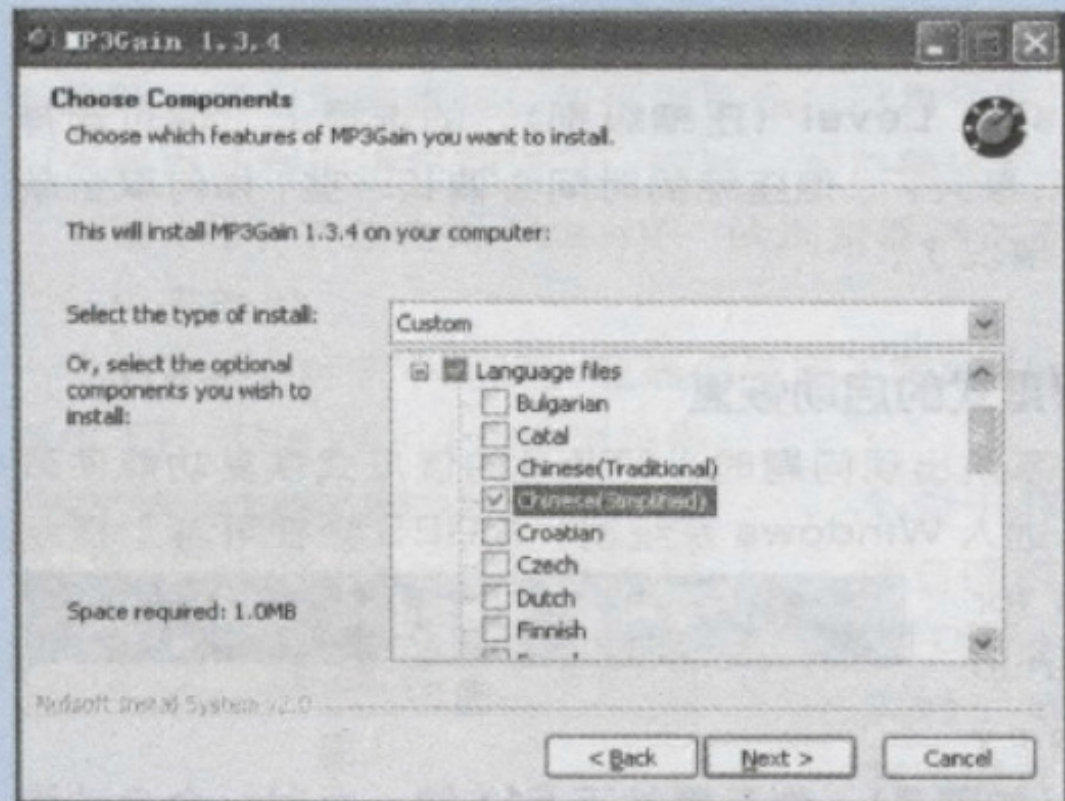 MP3Gain 1.3.4
Choose Components
Choose which features of MP3Gain you want to install.
This will install MP3Gain 1.3.4 on your computer:
Select the type of install:
Custom
Or, select the optional
components you wish to
install:
Language files
Bulgarian
Catal
Chinese(Traditional)
Chinese(Simplified)
Croatian
Czech
Dutch
Finnish
Space required: 1.0MB
Nullsoft Install System v2.0
< Back
Next >
Cancel